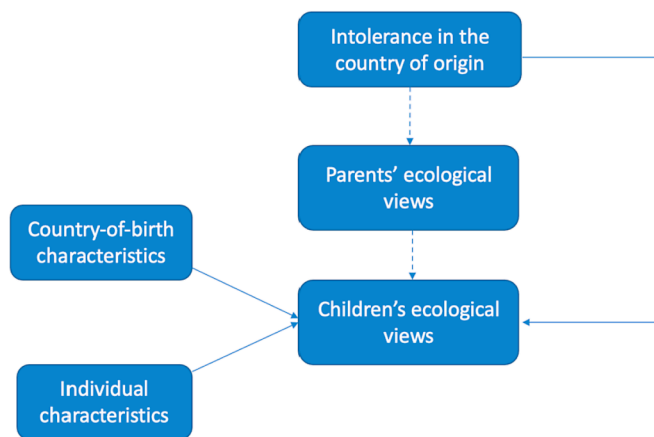 Intolerance in the
country of origin
Parents’ ecological
views
Country-of-birth
characteristics
Children’s ecological
views
Individual
characteristics